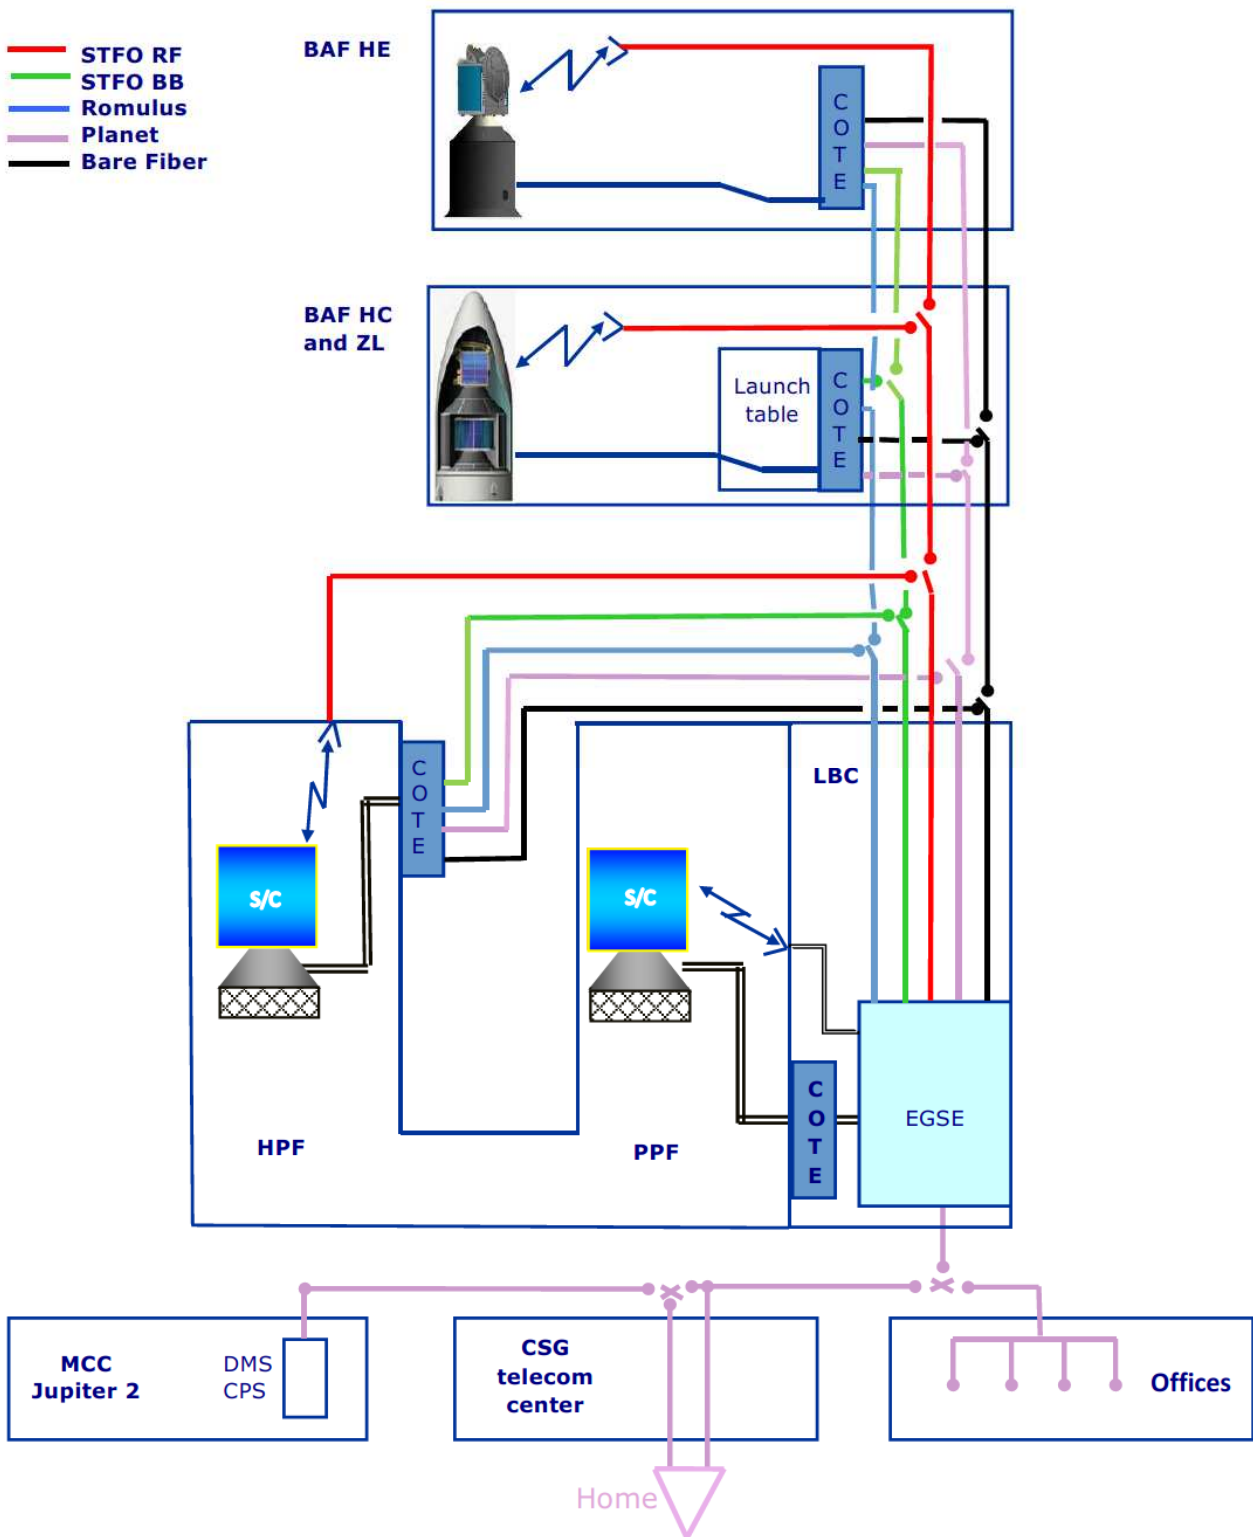 STFO RF
STFO BB
Romulus
Planet
Bare Fiber
BAF HE
C
O
T
E
BAF HC
and ZL
Launch
table
C
O
T
E
C
O
T
E
LBC
S/C
S/C
C
O
T
E
EGSE
HPF
PPF
MCC
Jupiter 2
DMS
CPS
CSG
telecom
center
Offices
Home